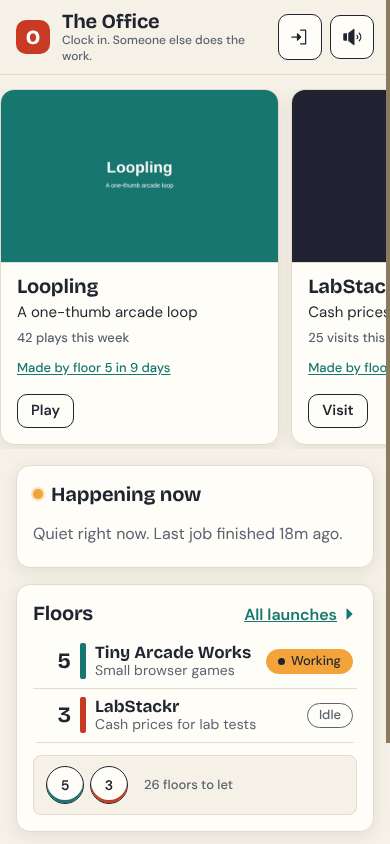 O
The Office
Clock in. Someone else does the
work.
Loopling
A one-thumb arcade loop
Loopling
A one-thumb arcade loop
42 plays this week
Made by floor 5 in 9 days
Play
LabStac
Cash prices
25 visits this
Made by floo
Visit
Happening now
Quiet right now. Last job finished 18m ago.
Floors
All launches
5
Tiny Arcade Works
Small browser games
Working
3
LabStackr
Cash prices for lab tests
Idle
5
3
26 floors to let